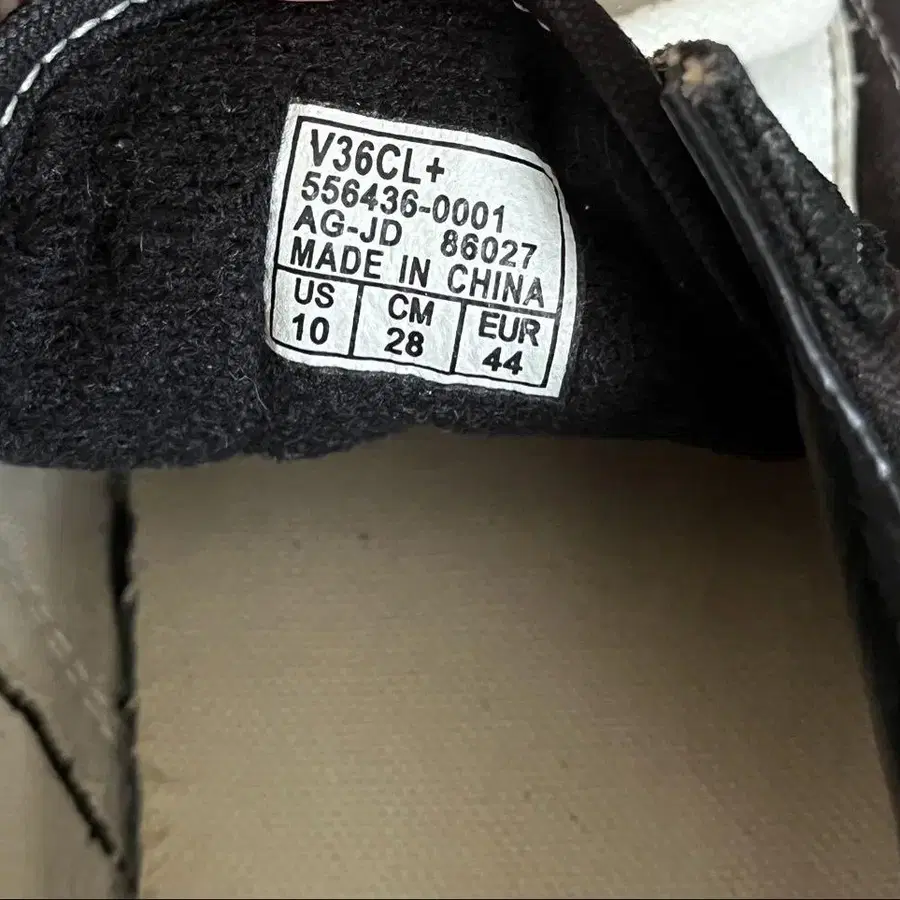 V36CL+
556436-0001
AG-JD 86027
MADE IN CHINA
US CM EUR
10 28 44